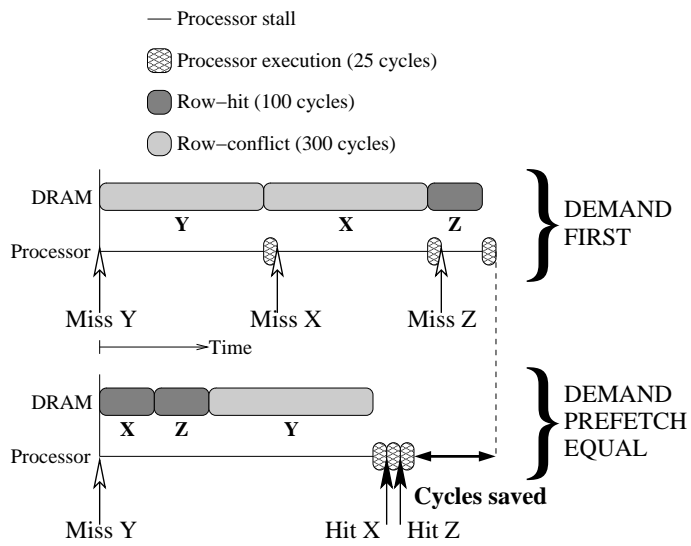 Processor stall
Processor execution (25 cycles)
Row−hit (100 cycles)
Row−conflict (300 cycles)
DRAM
Y X Z
DEMAND
FIRST
Processor
Miss Y Miss X Miss Z
Time
DRAM
X Z Y
DEMAND
PREFETCH
EQUAL
Processor
Cycles saved
Miss Y Hit X Hit Z